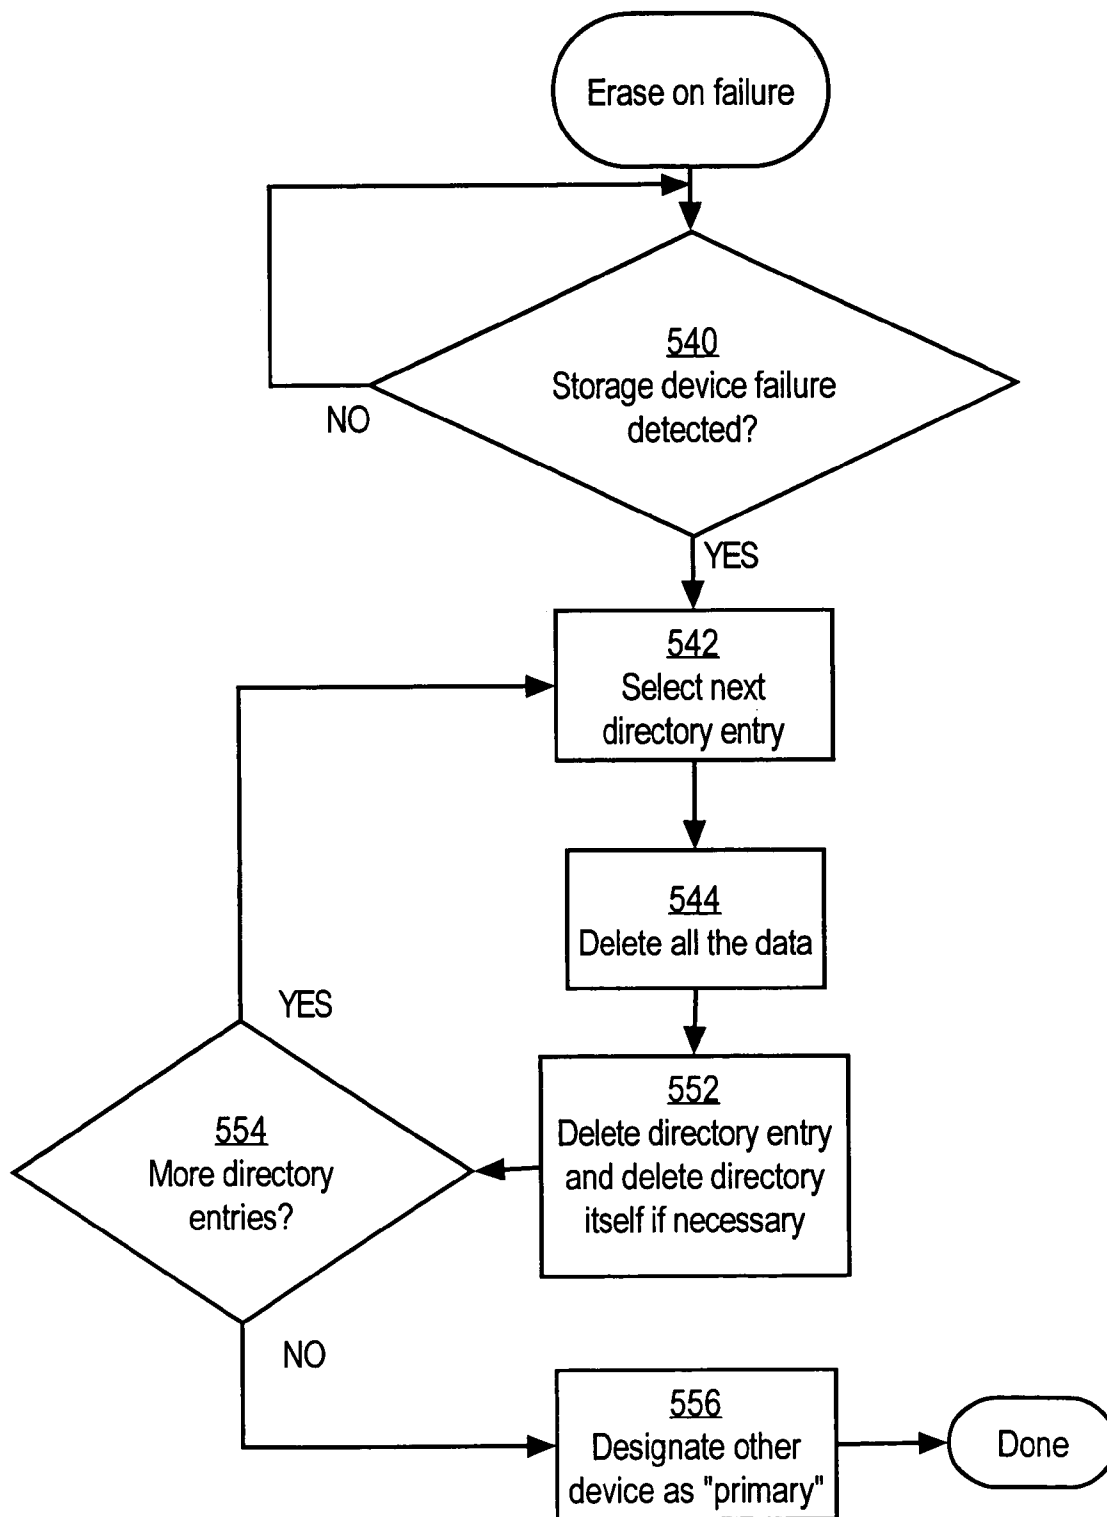 Erase on failure
540
Storage device failure
detected?
NO
YES
542
Select next
directory entry
544
Delete all the data
YES
552
Delete directory entry
and delete directory
itself if necessary
554
More directory
entries?
NO
556
Designate other
device as "primary"
Done